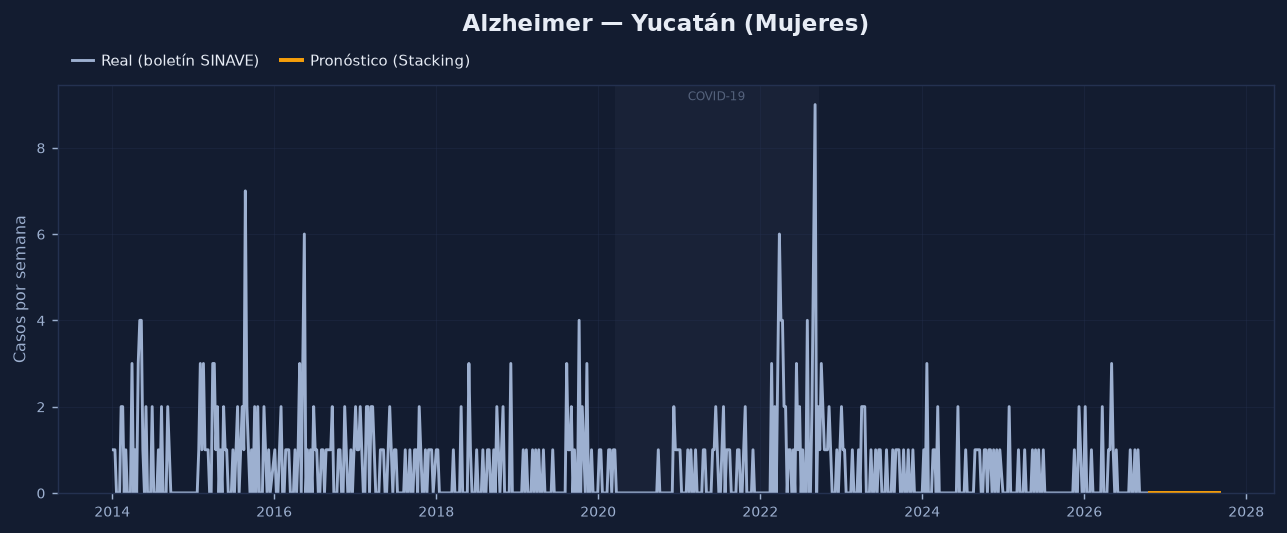 Alzheimer — Yucatán (Mujeres)
Real (boletín SINAVE)
Pronóstico (Stacking)
COVID-19
Casos por semana
8
6
4
2
0
2014
2016
2018
2020
2022
2024
2026
2028